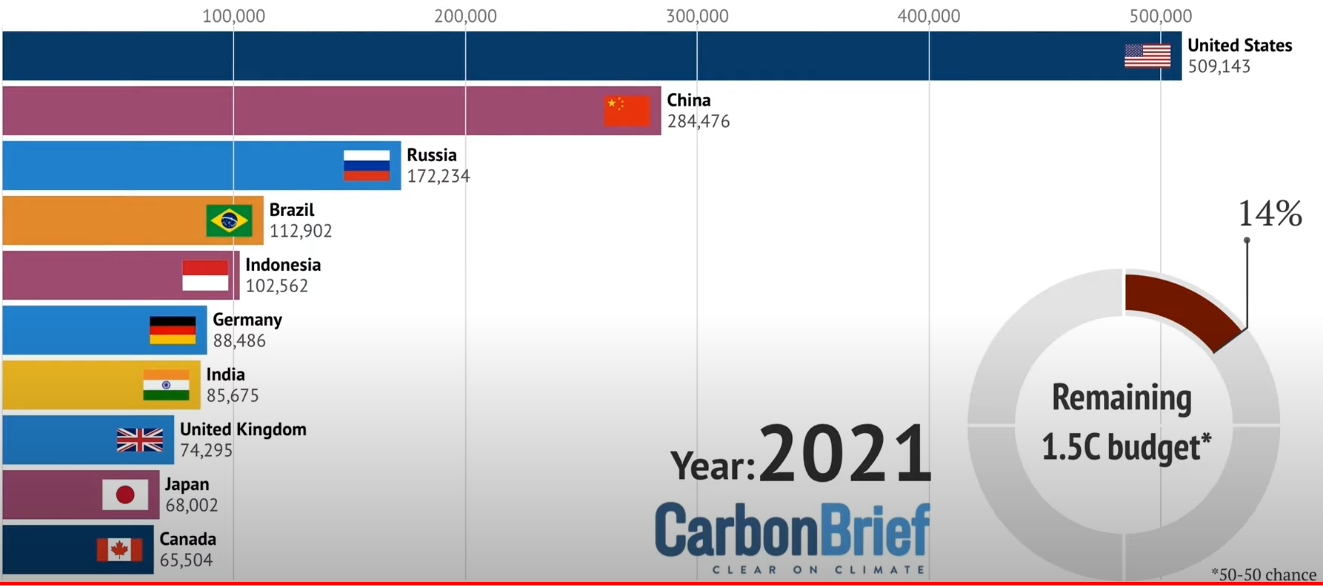 100,000 200,000 300,000 400,000 500,000
United States
509,143
China
284,476
Russia
172,234
Brazil
112,902
Indonesia
102,562
Germany
88,486
India
85,675
United Kingdom
74,295
Japan
68,002
Canada
65,504
14%
Remaining
1.5C budget*
Year:2021
CarbonBrief
CLEAR ON CLIMATE
*50-50 chance